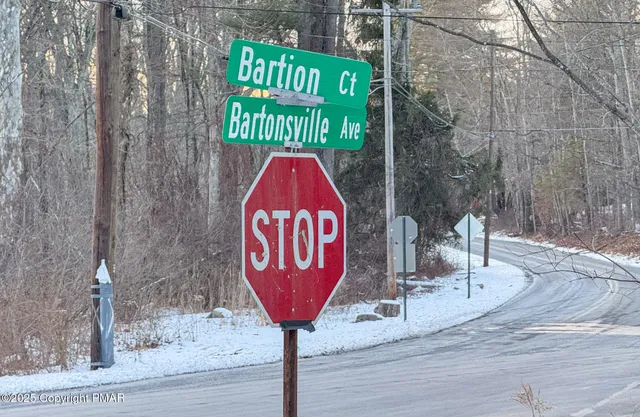 Bartion Ct
Bartonsville Ave
STOP
©2025 Copyright PMAR